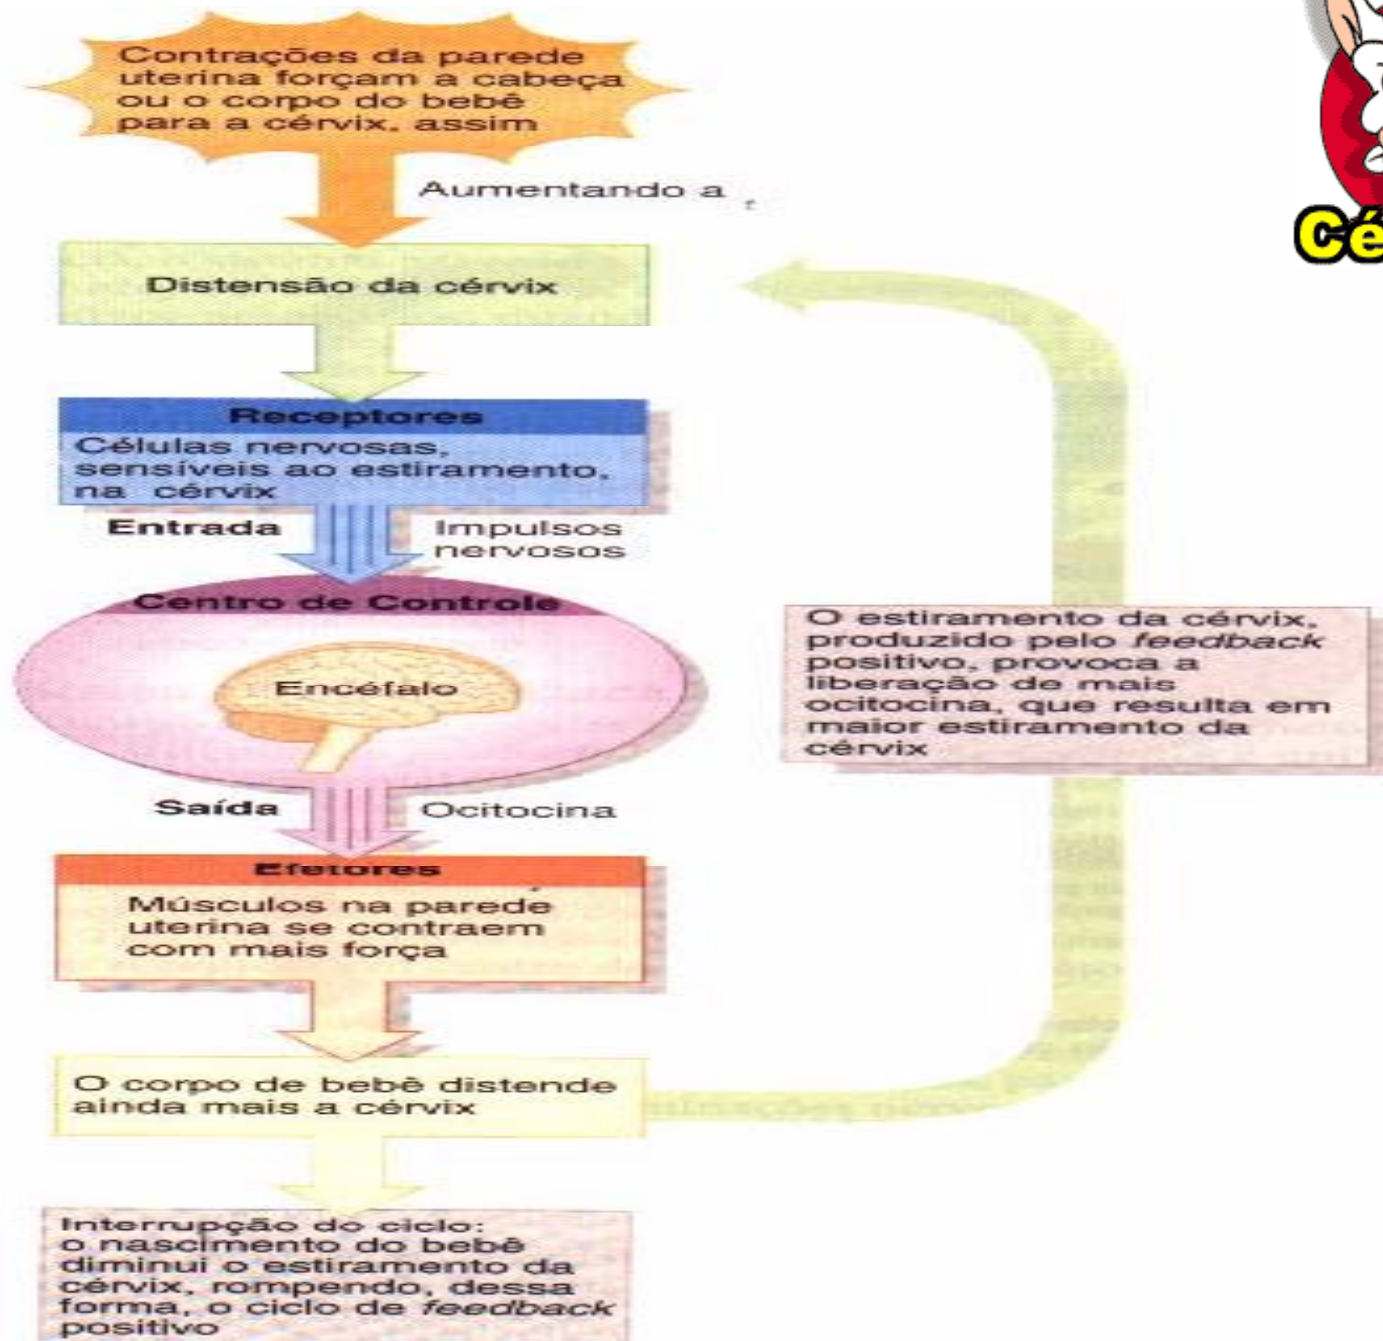 Contrações da parede
uterina forçam a cabeça
ou o corpo do bebê
para a cérvix, assim
Aumentando a
Distensão da cérvix
Receptores
Células nervosas,
sensíveis ao estiramento,
na cérvix
Entrada
Impulsos
nervosos
Centro de Controle
Encéfalo
Saída
Ocitocina
Efetores
Músculos na parede
uterina se contraem
com mais força
O corpo de bebê distende
ainda mais a cérvix
Interrupção do ciclo:
o nascimento do bebê
diminui o estiramento da
cérvix, rompendo, dessa
forma, o ciclo de feedback
positivo
O estiramento da cérvix,
produzido pelo feedback
positivo, provoca a
liberação de mais
ocitocina, que resulta em
maior estiramento da
cérvix
Cé